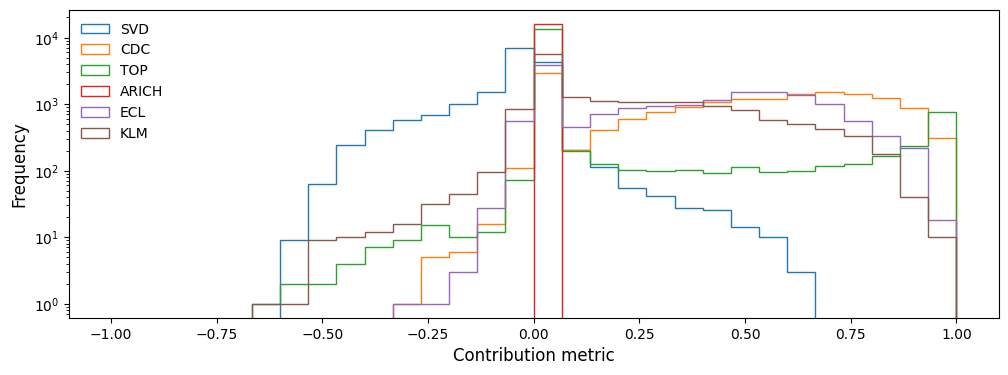 SVD
CDC
TOP
ARICH
ECL
KLM
Frequency
10⁴
10³
10²
10¹
10⁰
−1.00 −0.75 −0.50 −0.25 0.00 0.25 0.50 0.75 1.00
Contribution metric